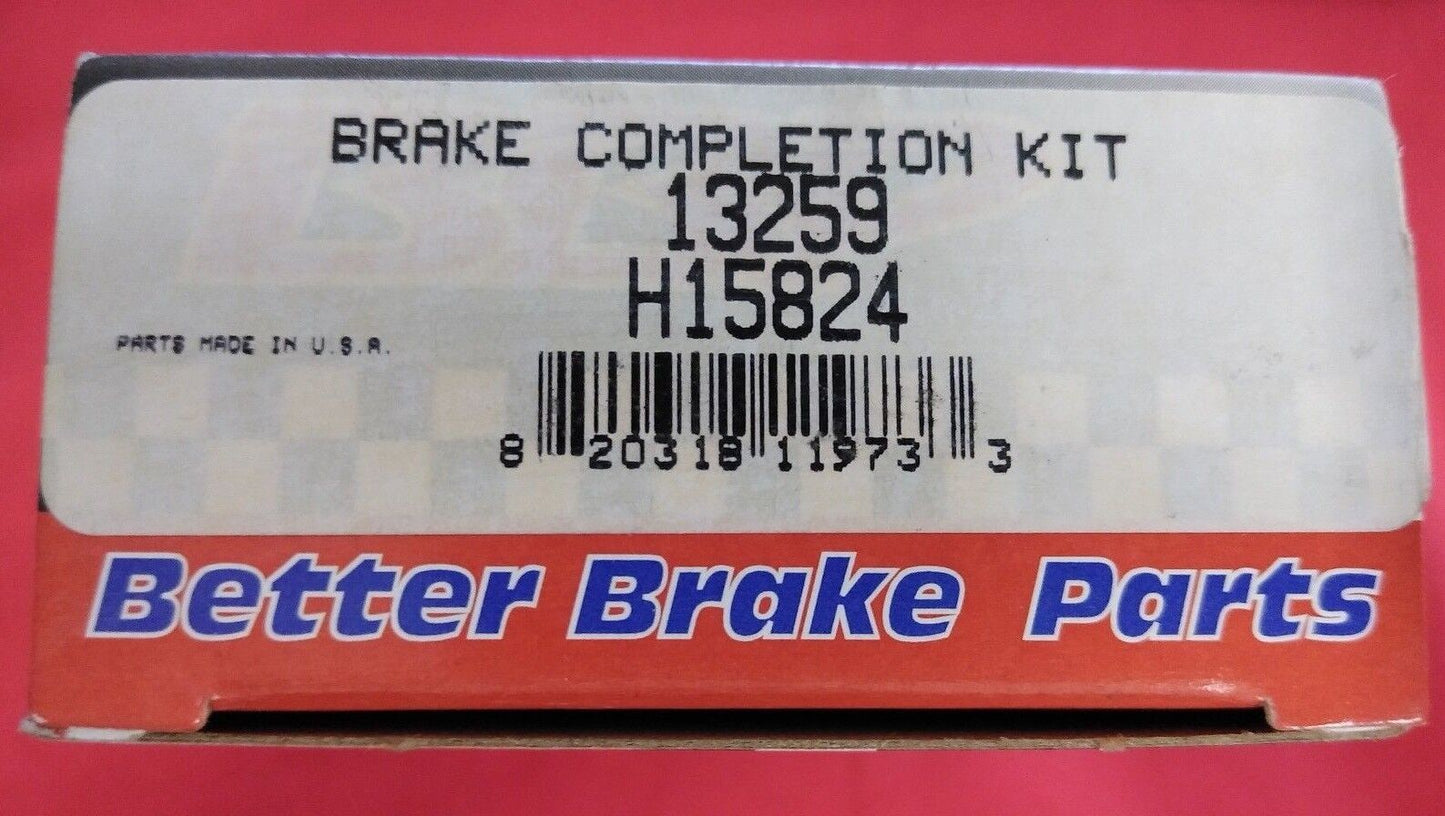 BRAKE COMPLETION KIT
13259
H15824
PARTS MADE IN U.S.A.
8 20318 11973 3
Better Brake Parts